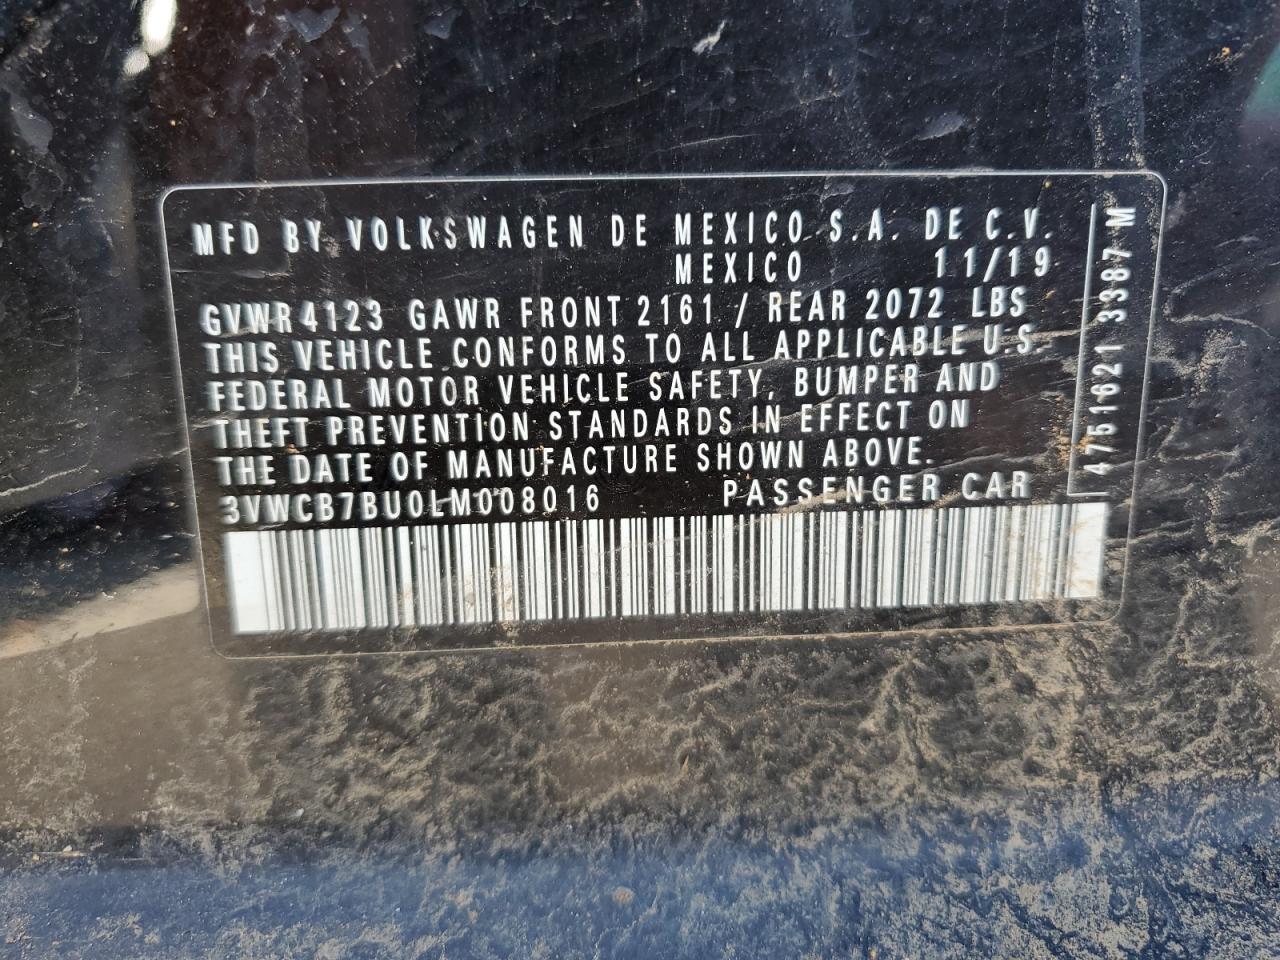 MFD BY VOLKSWAGEN DE MEXICO S.A. DE C.V.
MEXICO 11/19
GVWR 4123 GAWR FRONT 2161 / REAR 2072 LBS
THIS VEHICLE CONFORMS TO ALL APPLICABLE U.S.
FEDERAL MOTOR VEHICLE SAFETY, BUMPER AND
THEFT PREVENTION STANDARDS IN EFFECT ON
THE DATE OF MANUFACTURE SHOWN ABOVE.
3VWCB7BU0LM008016 PASSENGER CAR
4751621 3387 M